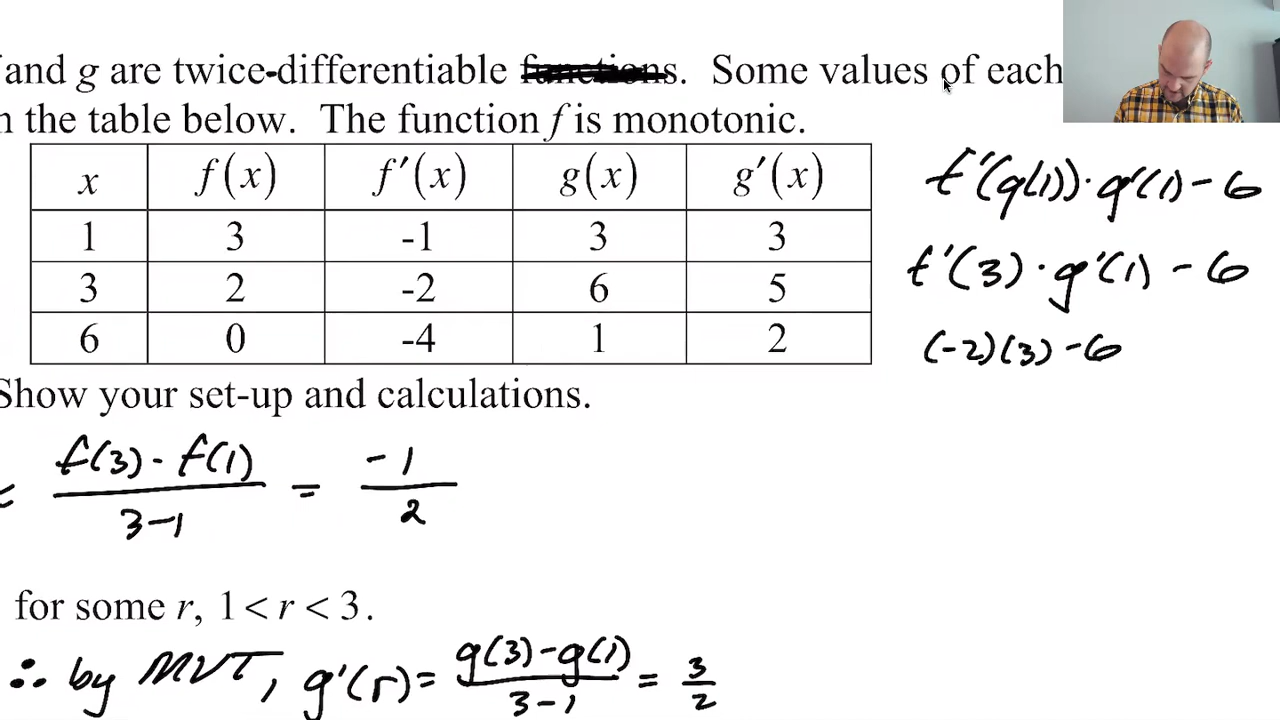 and g are twice-differentiable functions. Some values of each
the table below. The function f is monotonic.
x f(x) f′(x) g(x) g′(x)
1 3 -1 3 3
3 2 -2 6 5
6 0 -4 1 2
Show your set-up and calculations.
f(3) - f(1) / 3-1 = -1 / 2
for some r, 1 < r < 3.
∴ by MVT, g'(r) = g(3)-g(1) / 3-1 = 3/2
f'(g(1))·g'(1)-6
f'(3)·g'(1)-6
(-2)(3)-6